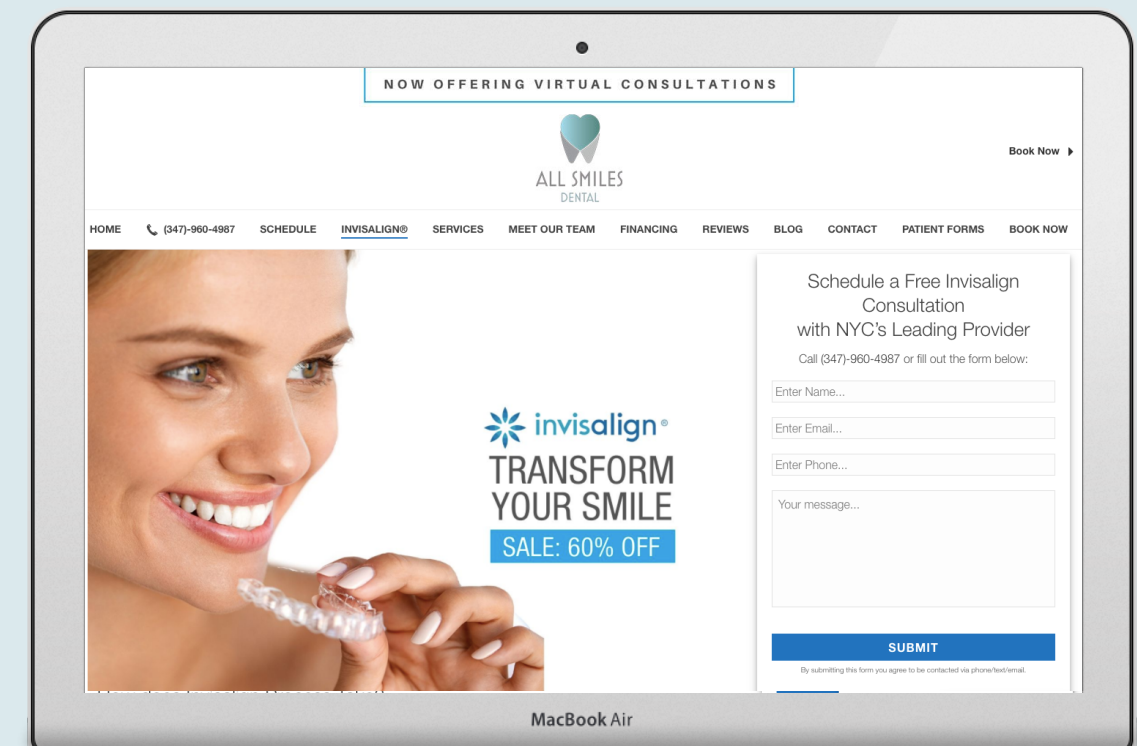 NOW OFFERING VIRTUAL CONSULTATIONS
ALL SMILES
DENTAL
Book Now
HOME (347)-960-4987 SCHEDULE INVISALIGN® SERVICES MEET OUR TEAM FINANCING REVIEWS BLOG CONTACT PATIENT FORMS BOOK NOW
invisalign®
TRANSFORM
YOUR SMILE
SALE: 60% OFF
Schedule a Free Invisalign
Consultation
with NYC's Leading Provider
Call (347)-960-4987 or fill out the form below:
Enter Name...
Enter Email...
Enter Phone...
Your message...
SUBMIT
By submitting this form you agree to be contacted via phone/text/email.
MacBook Air